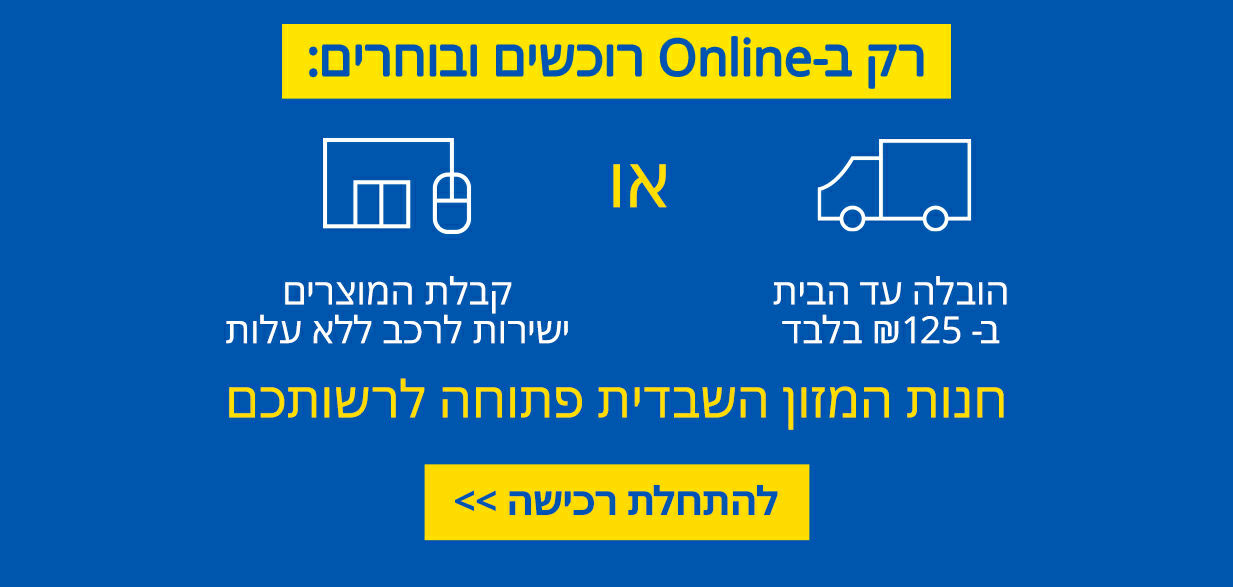 רק ב-Online רוכשים ובוחרים:
או
הובלה עד הבית
ב- 125₪ בלבד
קבלת המוצרים
ישירות לרכב ללא עלות
חנות המזון השבדית פתוחה לרשותכם
להתחלת רכישה >>